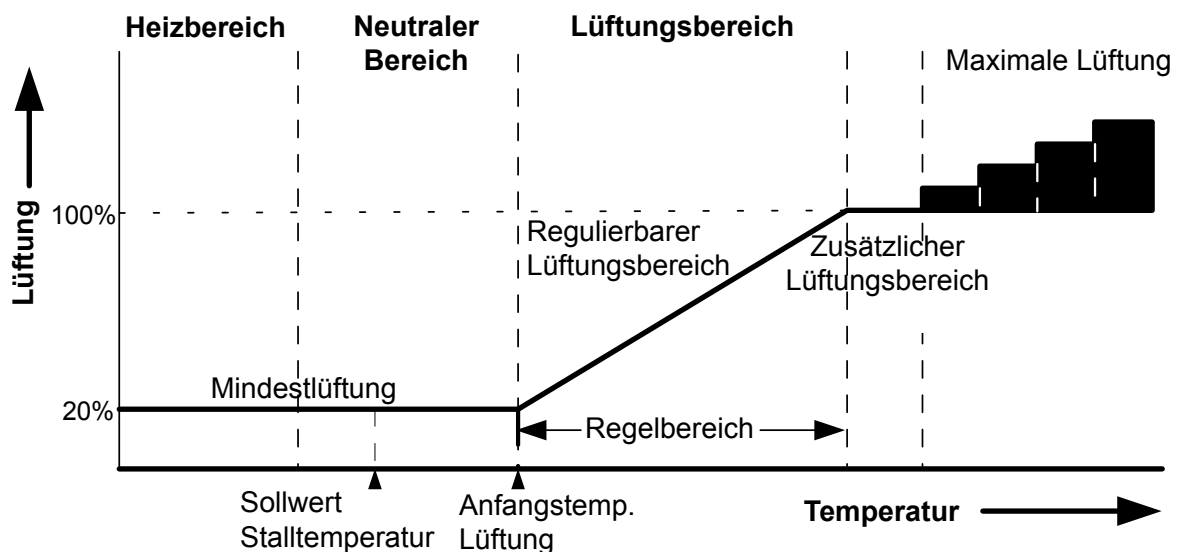 Heizbereich
Neutraler
Bereich
Lüftungsbereich
Maximale Lüftung
Lüftung
100%
Regulierbarer
Lüftungsbereich
Zusätzlicher
Lüftungsbereich
Mindestlüftung
20%
Regelbereich
Sollwert
Stalltemperatur
Anfangstemp.
Lüftung
Temperatur